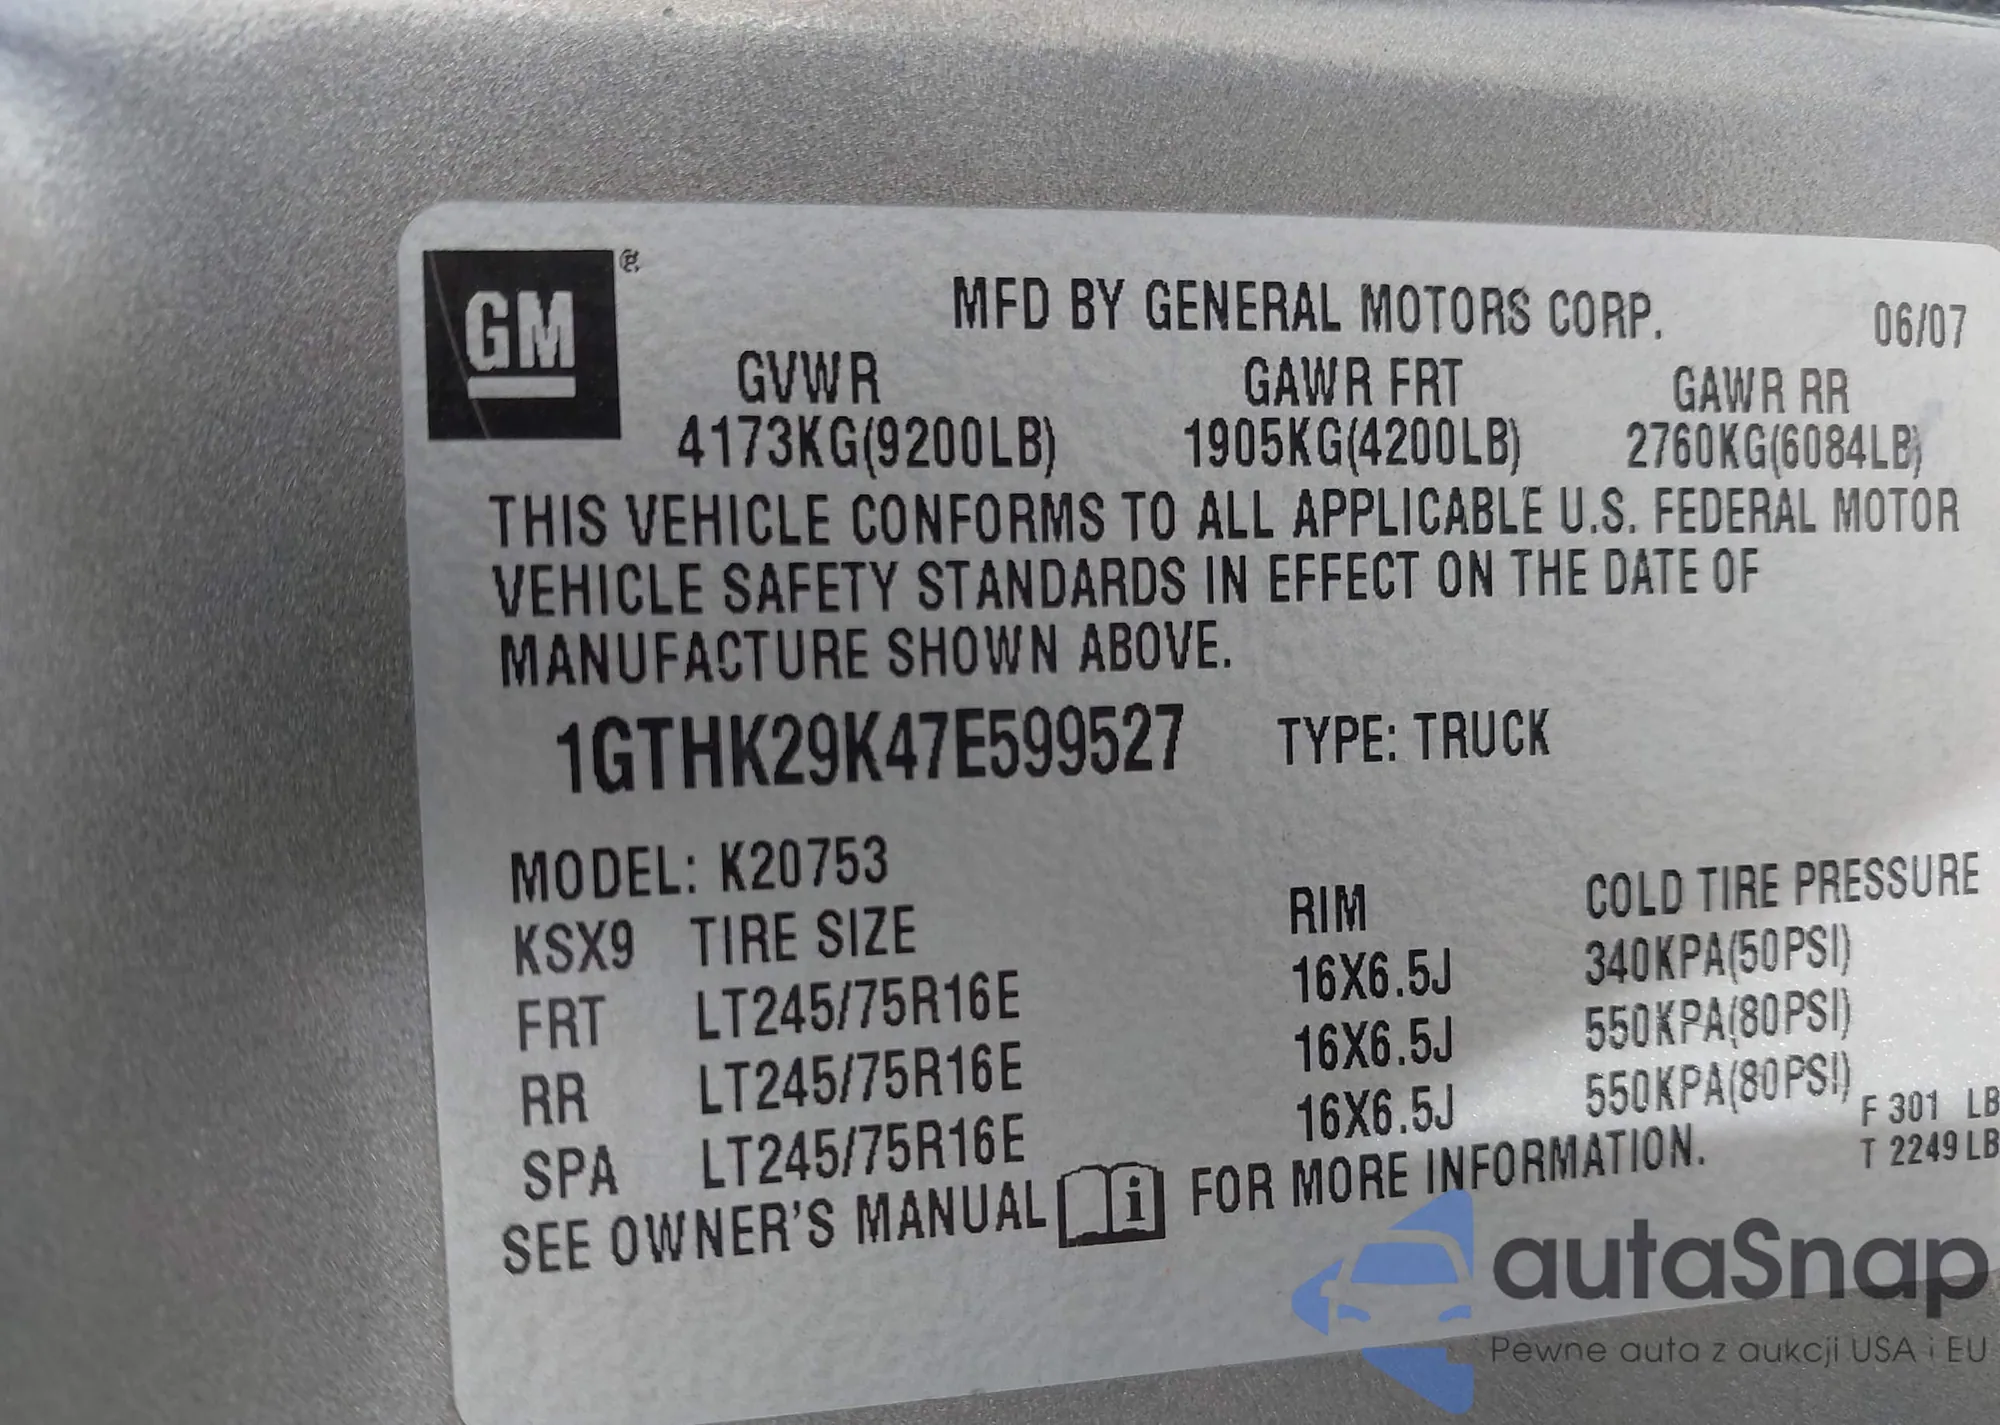 GM®
MFD BY GENERAL MOTORS CORP. 06/07
GVWR GAWR FRT GAWR RR
4173KG(9200LB) 1905KG(4200LB) 2760KG(6084LB)
THIS VEHICLE CONFORMS TO ALL APPLICABLE U.S. FEDERAL MOTOR
VEHICLE SAFETY STANDARDS IN EFFECT ON THE DATE OF
MANUFACTURE SHOWN ABOVE.
1GTHK29K47E599527 TYPE: TRUCK
MODEL: K20753
KSX9 TIRE SIZE RIM COLD TIRE PRESSURE
FRT LT245/75R16E 16X6.5J 340KPA(50PSI)
RR LT245/75R16E 16X6.5J 550KPA(80PSI)
SPA LT245/75R16E 16X6.5J 550KPA(80PSI)
F 301 LB
T 2249 LB
SEE OWNER'S MANUAL i FOR MORE INFORMATION.
autaSnap
Pewne auta z aukcji USA i EU